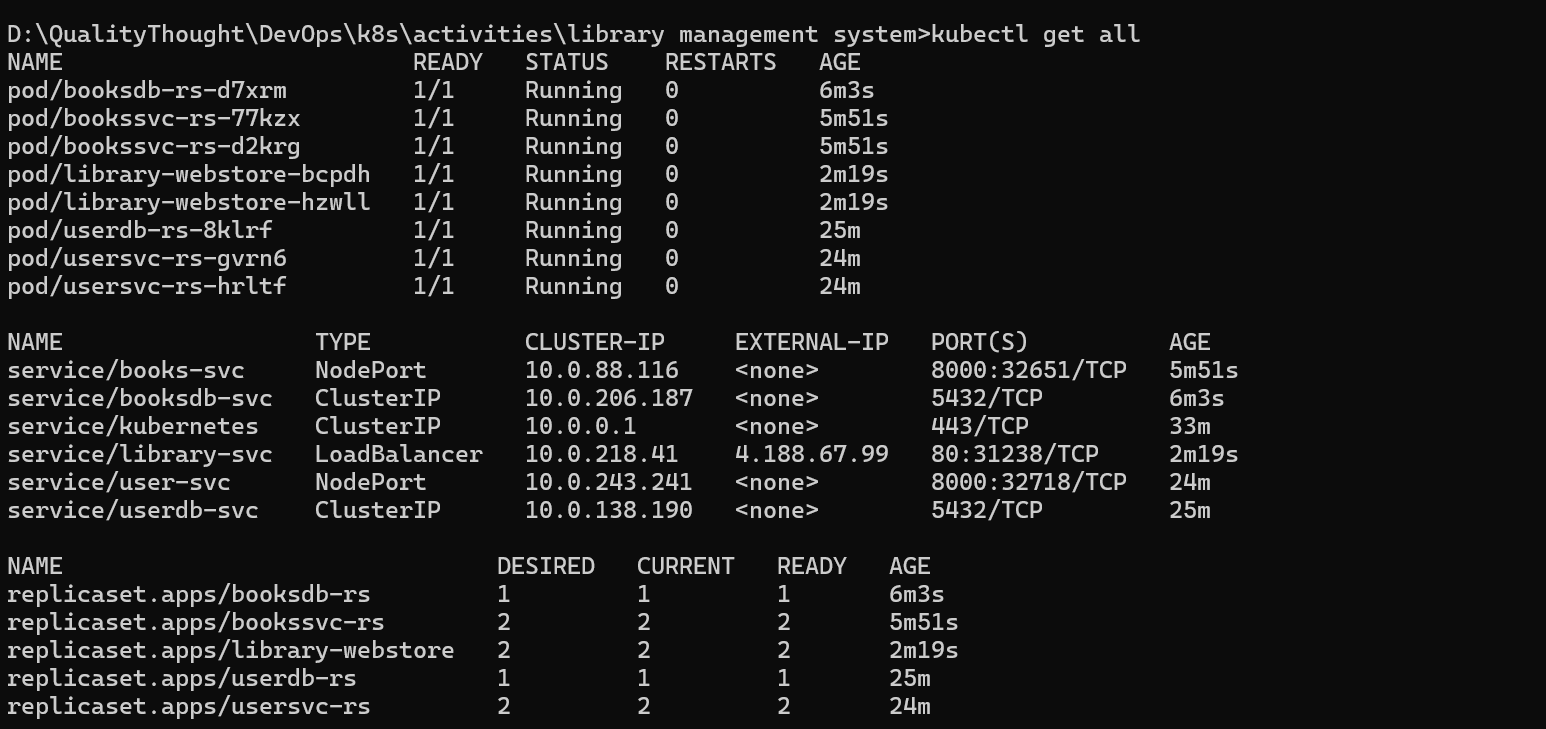 D:\QualityThought\DevOps\k8s\activities\library management system>kubectl get all
NAME                         READY   STATUS    RESTARTS   AGE
pod/booksdb-rs-d7xrm         1/1     Running   0          6m3s
pod/bookssvc-rs-77kzx        1/1     Running   0          5m51s
pod/bookssvc-rs-d2krg        1/1     Running   0          5m51s
pod/library-webstore-bcpdh   1/1     Running   0          2m19s
pod/library-webstore-hzwll   1/1     Running   0          2m19s
pod/userdb-rs-8klrf          1/1     Running   0          25m
pod/usersvc-rs-gvrn6         1/1     Running   0          24m
pod/usersvc-rs-hrltf         1/1     Running   0          24m

NAME                  TYPE           CLUSTER-IP     EXTERNAL-IP   PORT(S)          AGE
service/books-svc     NodePort       10.0.88.116    <none>        8000:32651/TCP   5m51s
service/booksdb-svc   ClusterIP      10.0.206.187   <none>        5432/TCP         6m3s
service/kubernetes    ClusterIP      10.0.0.1       <none>        443/TCP          33m
service/library-svc   LoadBalancer   10.0.218.41    4.188.67.99   80:31238/TCP     2m19s
service/user-svc      NodePort       10.0.243.241   <none>        8000:32718/TCP   24m
service/userdb-svc    ClusterIP      10.0.138.190   <none>        5432/TCP         25m

NAME                               DESIRED   CURRENT   READY   AGE
replicaset.apps/booksdb-rs         1         1         1       6m3s
replicaset.apps/bookssvc-rs        2         2         2       5m51s
replicaset.apps/library-webstore   2         2         2       2m19s
replicaset.apps/userdb-rs          1         1         1       25m
replicaset.apps/usersvc-rs         2         2         2       24m